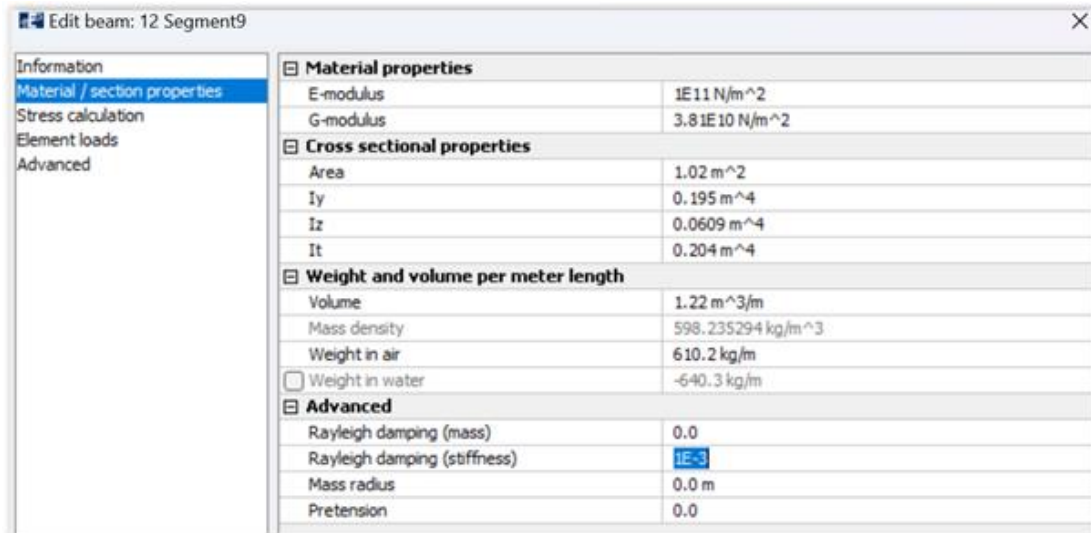 Edit beam: 12 Segment9
Information
Material / section properties
Stress calculation
Element loads
Advanced
Material properties
E-modulus 1E11 N/m^2
G-modulus 3.81E10 N/m^2
Cross sectional properties
Area 1.02 m^2
Iy 0.195 m^4
Iz 0.0609 m^4
It 0.204 m^4
Weight and volume per meter length
Volume 1.22 m^3/m
Mass density 598.235294 kg/m^3
Weight in air 610.2 kg/m
Weight in water -640.3 kg/m
Advanced
Rayleigh damping (mass) 0.0
Rayleigh damping (stiffness) 1E-3
Mass radius 0.0 m
Pretension 0.0